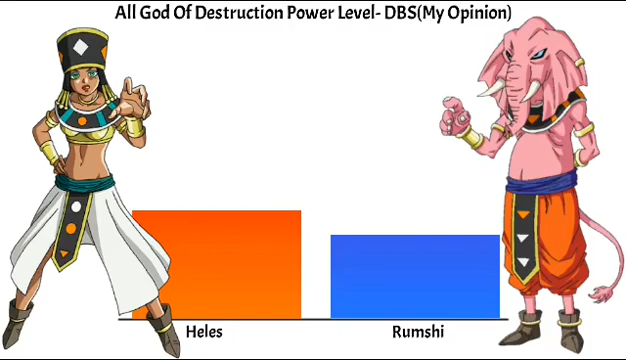 All God Of Destruction Power Level- DBS(My Opinion)
Heles
Rumshi